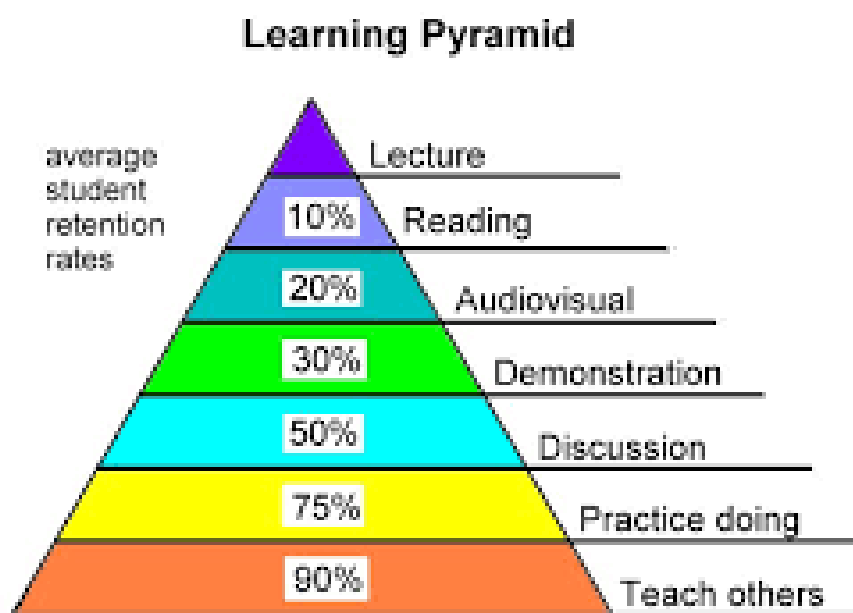 Learning Pyramid
average
student
retention
rates
Lecture
10% Reading
20% Audiovisual
30% Demonstration
50% Discussion
75% Practice doing
90% Teach others